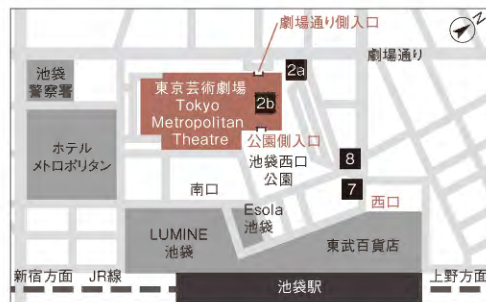 N
劇場通り側入口
劇場通り
池袋
警察署
2a
東京芸術劇場
Tokyo
Metropolitan
Theatre
2b
公園側入口
ホテル
メトロポリタン
池袋西口
公園
8
7
南口
西口
Esola
池袋
LUMINE
池袋
東武百貨店
新宿方面 JR線
上野方面
池袋駅